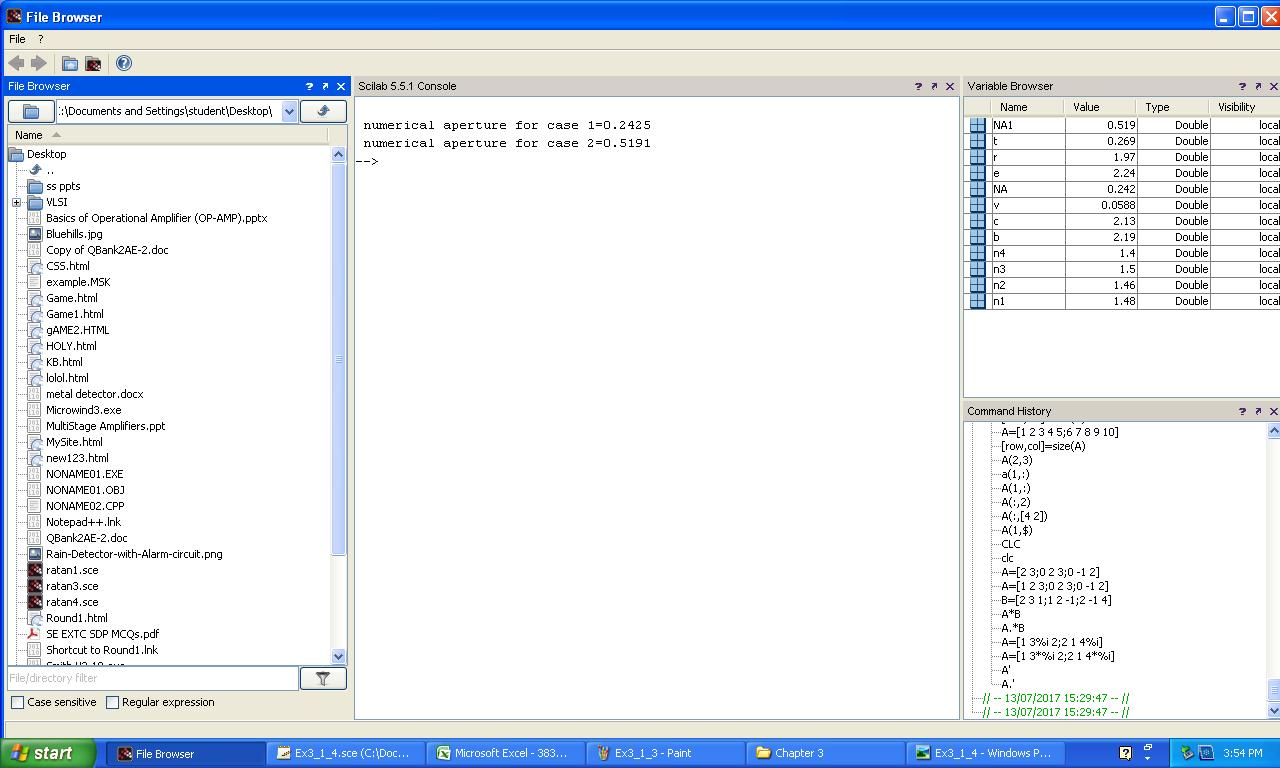 File Browser
File ?
File Browser
:\Documents and Settings\student\Desktop\
Name
Desktop
..
ss ppts
VLSI
Basics of Operational Amplifier (OP-AMP).pptx
Bluehills.jpg
Copy of QBank2AE-2.doc
CSS.html
example.MSK
Game.html
Game1.html
gAME2.HTML
HOLY.html
KB.html
lolol.html
metal detector.docx
Microwind3.exe
MultiStage Amplifiers.ppt
MySite.html
new123.html
NONAME01.EXE
NONAME01.OBJ
NONAME02.CPP
Notepad++.lnk
QBank2AE-2.doc
Rain-Detector-with-Alarm-circuit.png
ratan1.sce
ratan3.sce
ratan4.sce
Round1.html
SE EXTC SDP MCQs.pdf
Shortcut to Round1.lnk
File/directory filter
Case sensitive Regular expression
Scilab 5.5.1 Console
numerical aperture for case 1=0.2425
numerical aperture for case 2=0.5191
-->
Variable Browser
Name Value Type Visibility
NA1 0.519 Double local
t 0.269 Double local
r 1.97 Double local
e 2.24 Double local
NA 0.242 Double local
v 0.0588 Double local
c 2.13 Double local
b 2.19 Double local
n4 1.4 Double local
n3 1.5 Double local
n2 1.46 Double local
n1 1.48 Double local
Command History
A=[1 2 3 4 5;6 7 8 9 10]
[row,col]=size(A)
A(2,3)
a(1,:)
A(1,:)
A(:,2)
A(:,[4 2])
A(1,$)
CLC
clc
A=[2 3;0 2 3;0 -1 2]
A=[1 2 3;0 2 3;0 -1 2]
B=[2 3 1;1 2 -1;2 -1 4]
A*B
A.*B
A=[1 3%i 2;2 1 4%i]
A=[1 3*%i 2;2 1 4*%i]
A'
A.'
// -- 13/07/2017 15:29:47 -- //
// -- 13/07/2017 15:29:47 -- //
start File Browser Ex3_1_4.sce (C:\Doc... Microsoft Excel - 383... Ex3_1_3 - Paint Chapter 3 Ex3_1_4 - Windows P... 3:54 PM